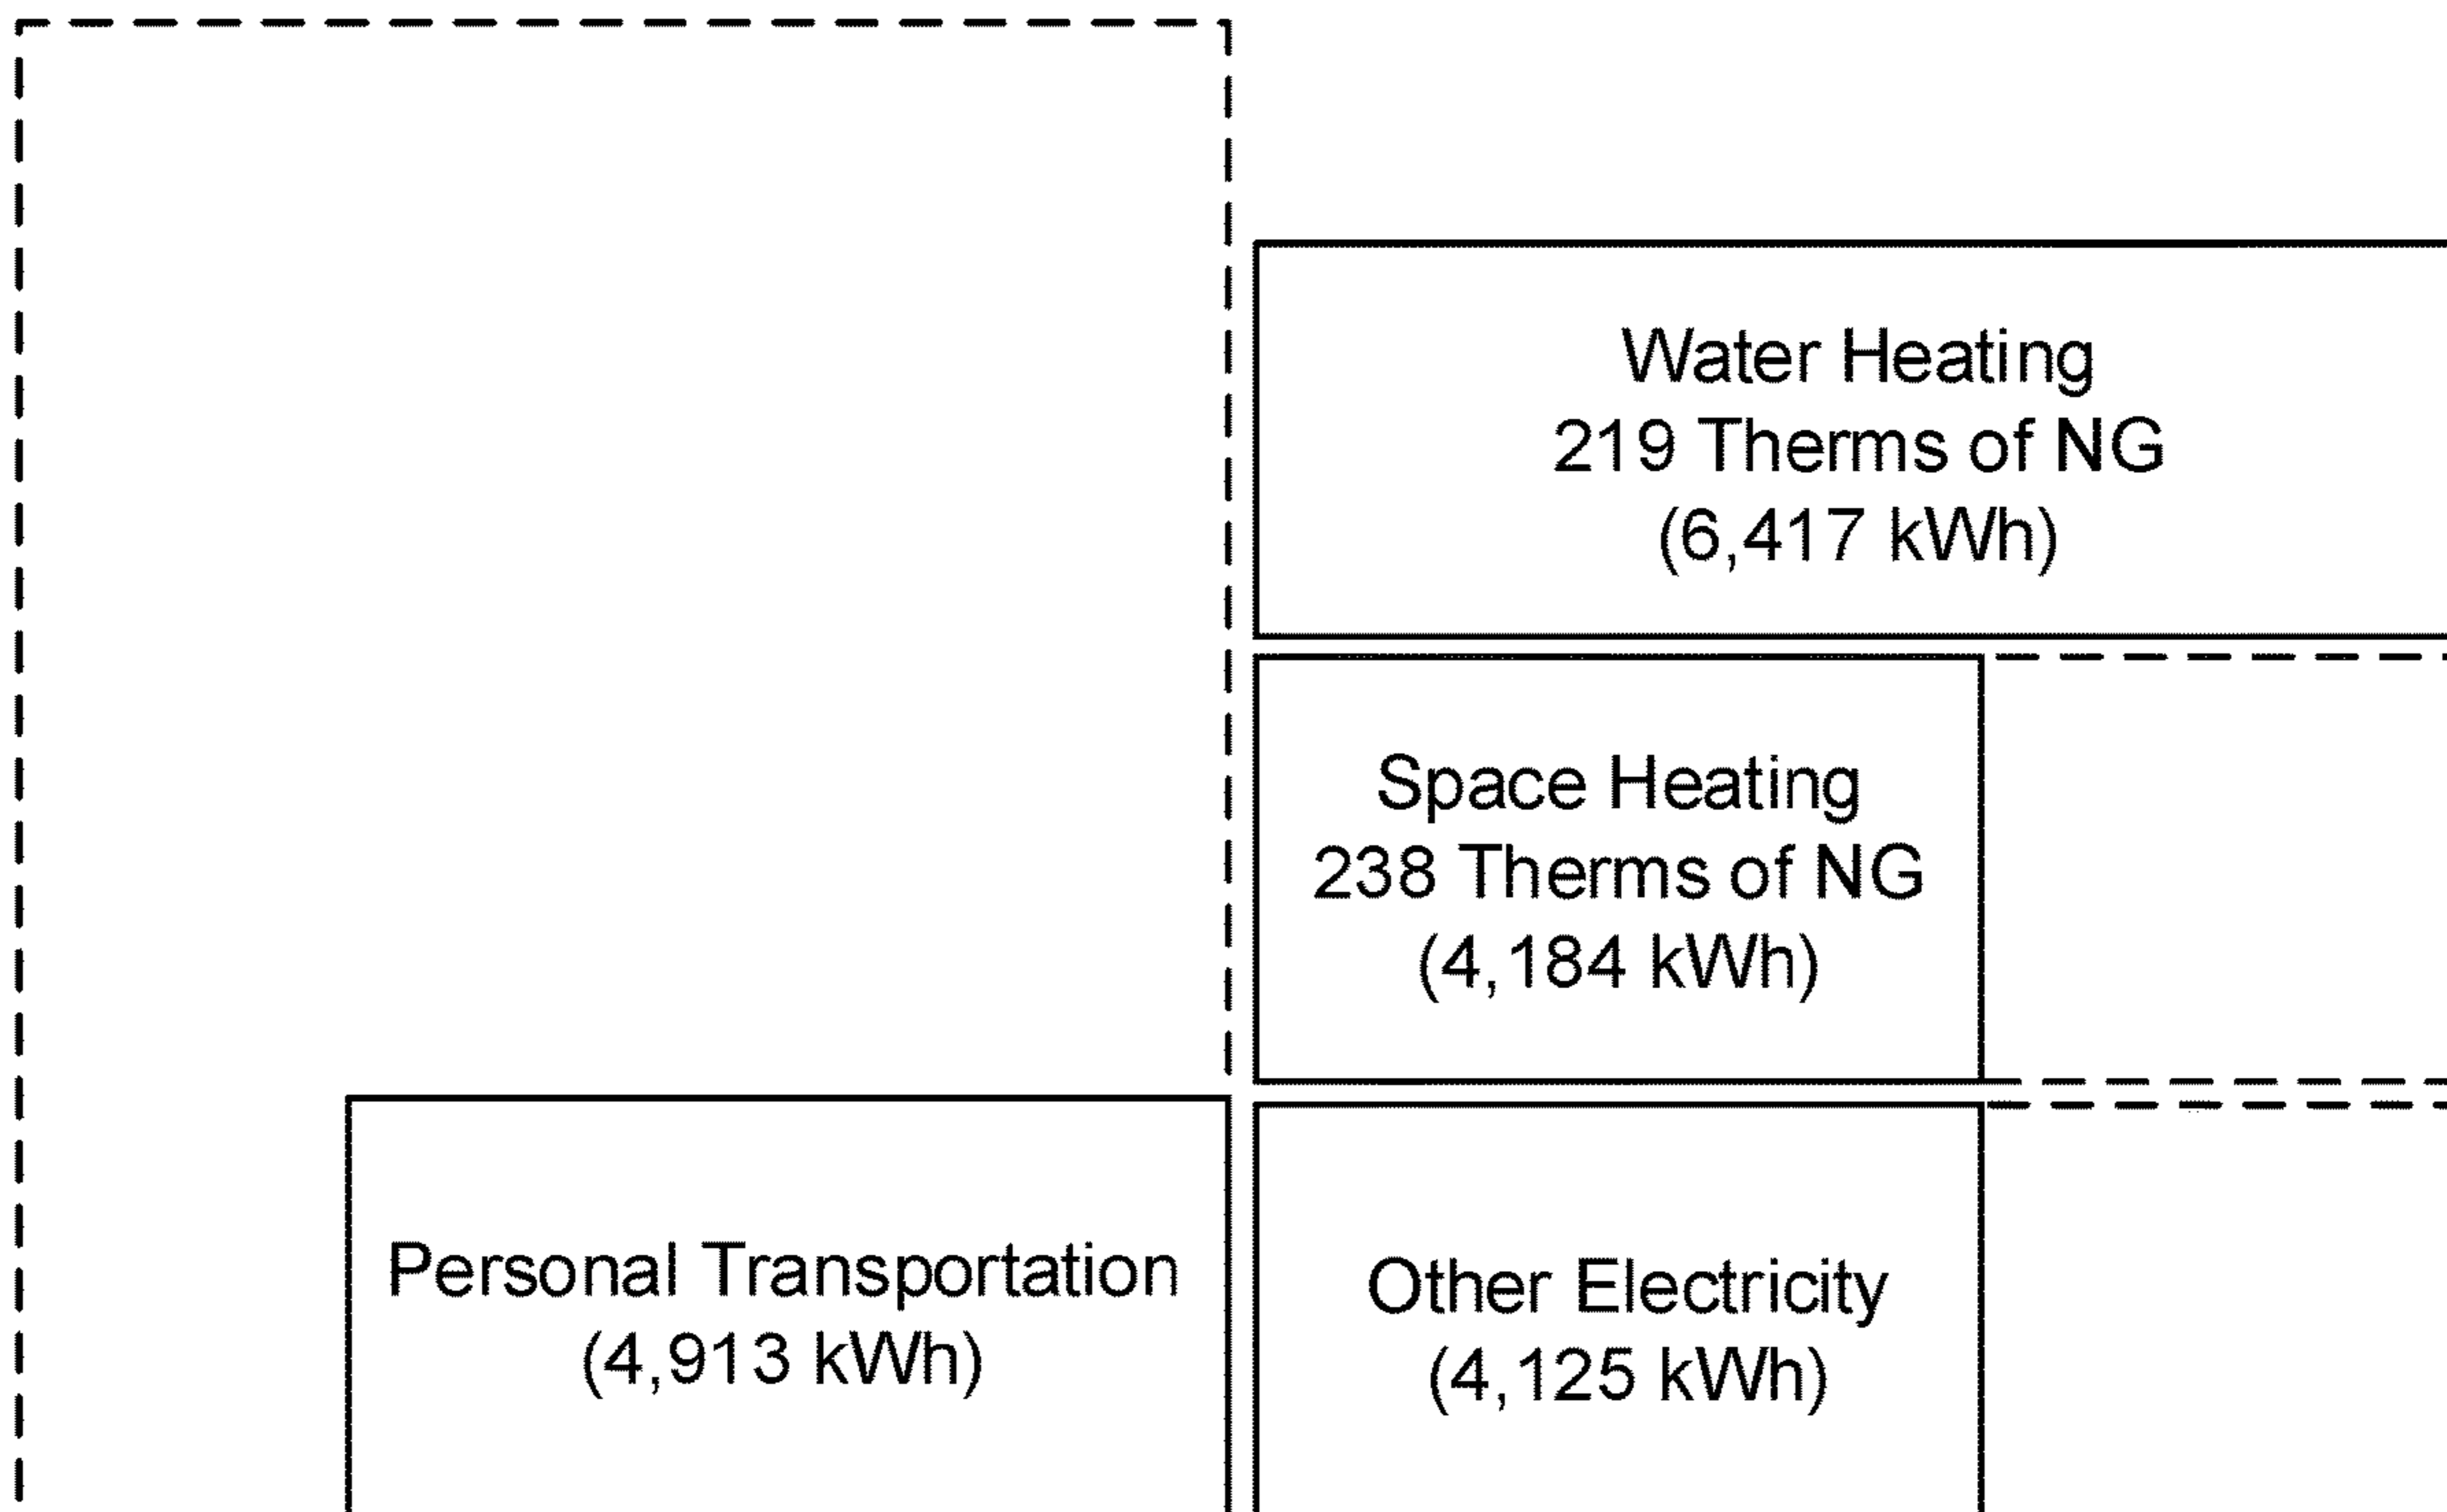 Water Heating
219 Therms of NG
(6,417 kWh)
Space Heating
238 Therms of NG
(4,184 kWh)
Personal Transportation
(4,913 kWh)
Other Electricity
(4,125 kWh)